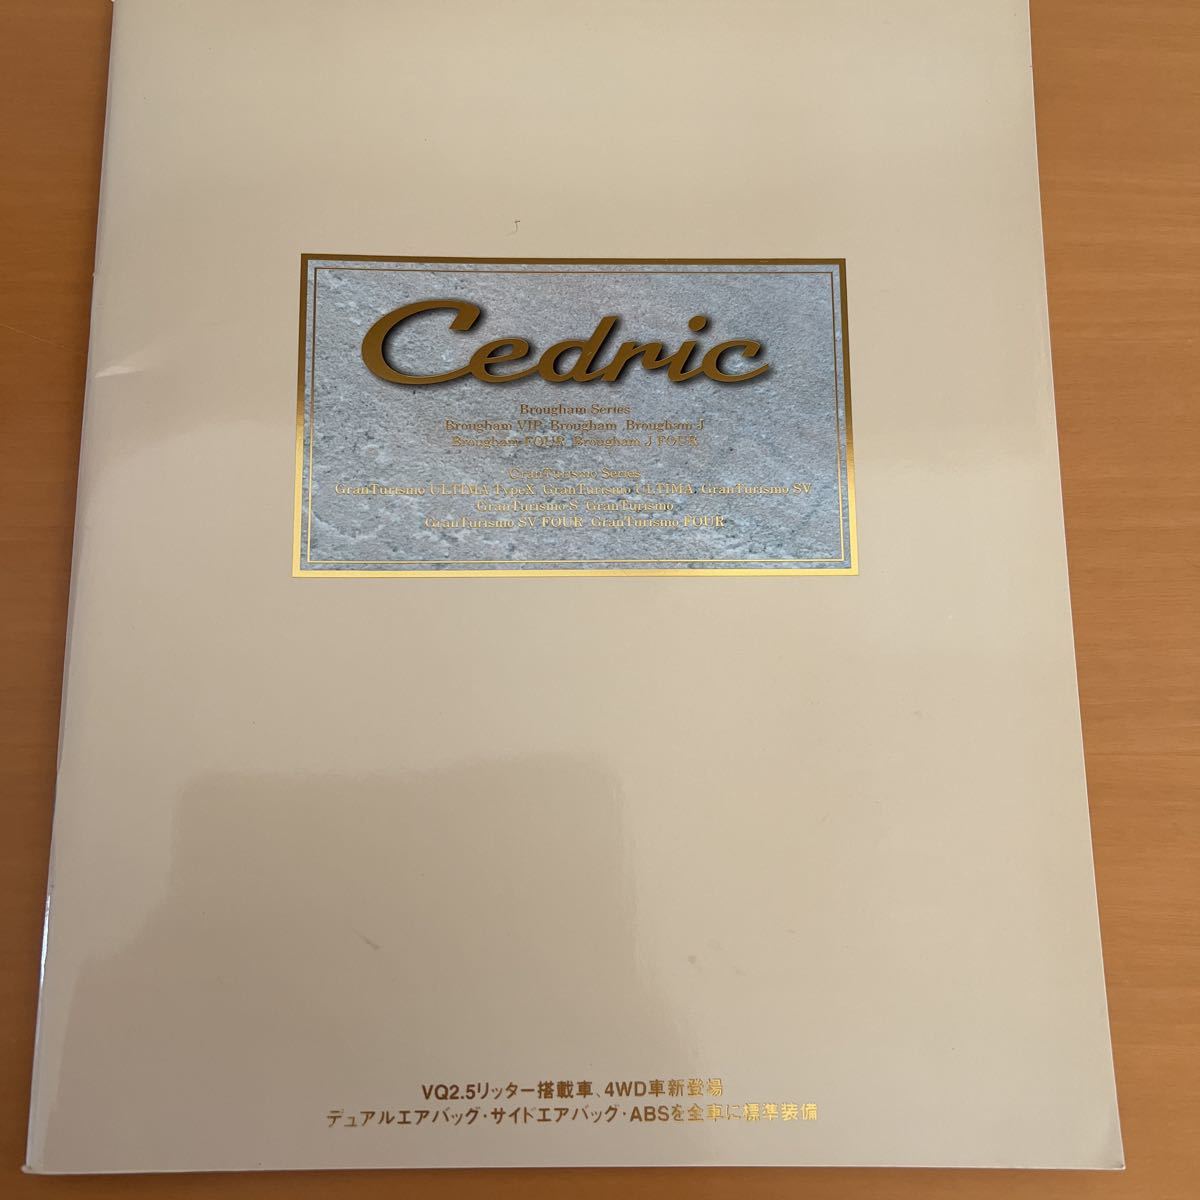 Cedric
Brougham Series
Brougham VIP, Brougham, Brougham J
Brougham FOUR, Brougham J FOUR
GranTurismo Series
GranTurismo ULTIMA TypeX, GranTurismo ULTIMA, GranTurismo SV
GranTurismo S, GranTurismo
GranTurismo SV FOUR, GranTurismo FOUR
VQ2.5リッター搭載車、4WD車新登場
デュアルエアバッグ・サイドエアバッグ・ABSを全車に標準装備